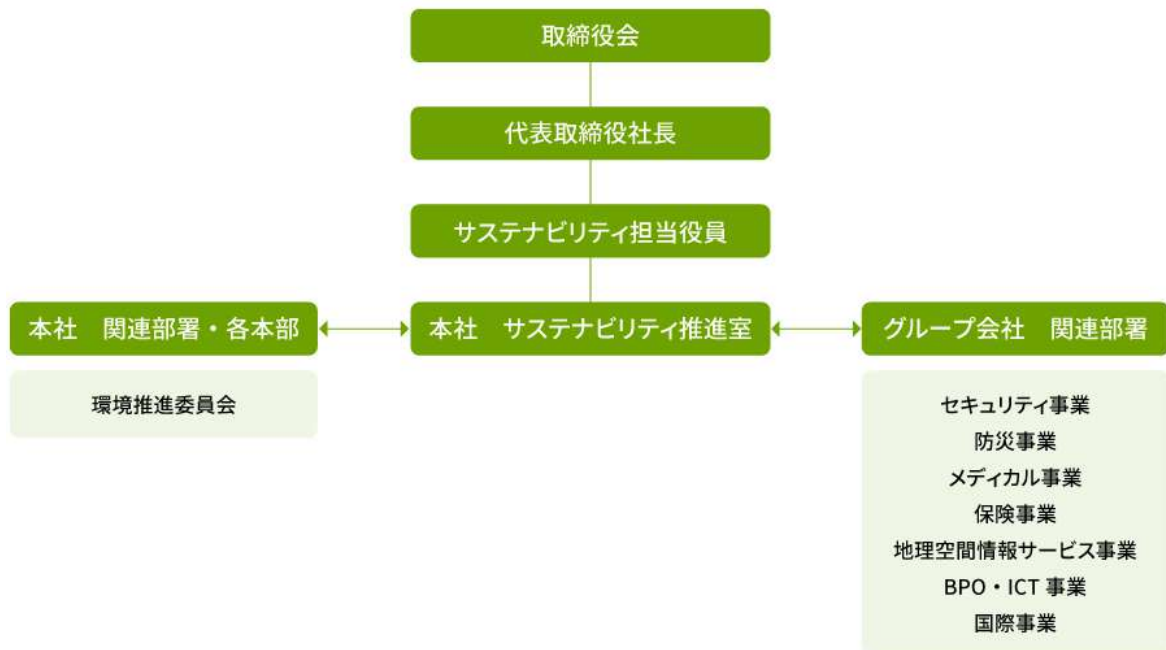 取締役会
代表取締役社長
サステナビリティ担当役員
本社　関連部署・各本部
本社　サステナビリティ推進室
グループ会社　関連部署
環境推進委員会
セキュリティ事業
防災事業
メディカル事業
保険事業
地理空間情報サービス事業
BPO・ICT 事業
国際事業